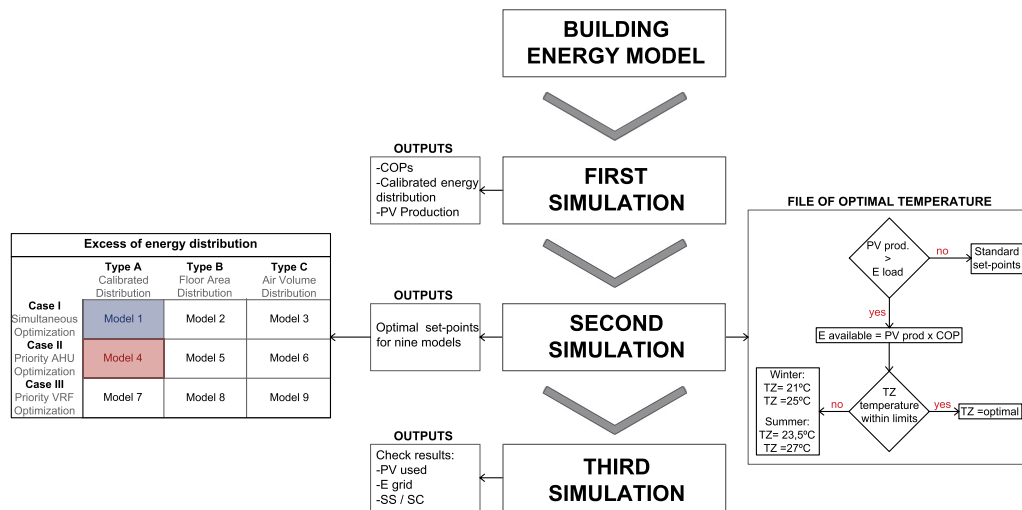 BUILDING
ENERGY MODEL
OUTPUTS
-COPs
-Calibrated energy
distribution
-PV Production
FIRST
SIMULATION
FILE OF OPTIMAL TEMPERATURE
PV prod.
>
E load
no
Standard
set-points
yes
E available = PV prod x COP
TZ
temperature
within limits
no
Winter:
TZ= 21ºC
TZ =25ºC
Summer:
TZ= 23,5ºC
TZ =27ºC
yes
TZ =optimal
Excess of energy distribution
Type A
Calibrated
Distribution
Type B
Floor Area
Distribution
Type C
Air Volume
Distribution
Case I
Simultaneous
Optimization
Model 1
Model 2
Model 3
Case II
Priority AHU
Optimization
Model 4
Model 5
Model 6
Case III
Priority VRF
Optimization
Model 7
Model 8
Model 9
OUTPUTS
Optimal set-points
for nine models
SECOND
SIMULATION
OUTPUTS
Check results:
-PV used
-E grid
-SS / SC
THIRD
SIMULATION